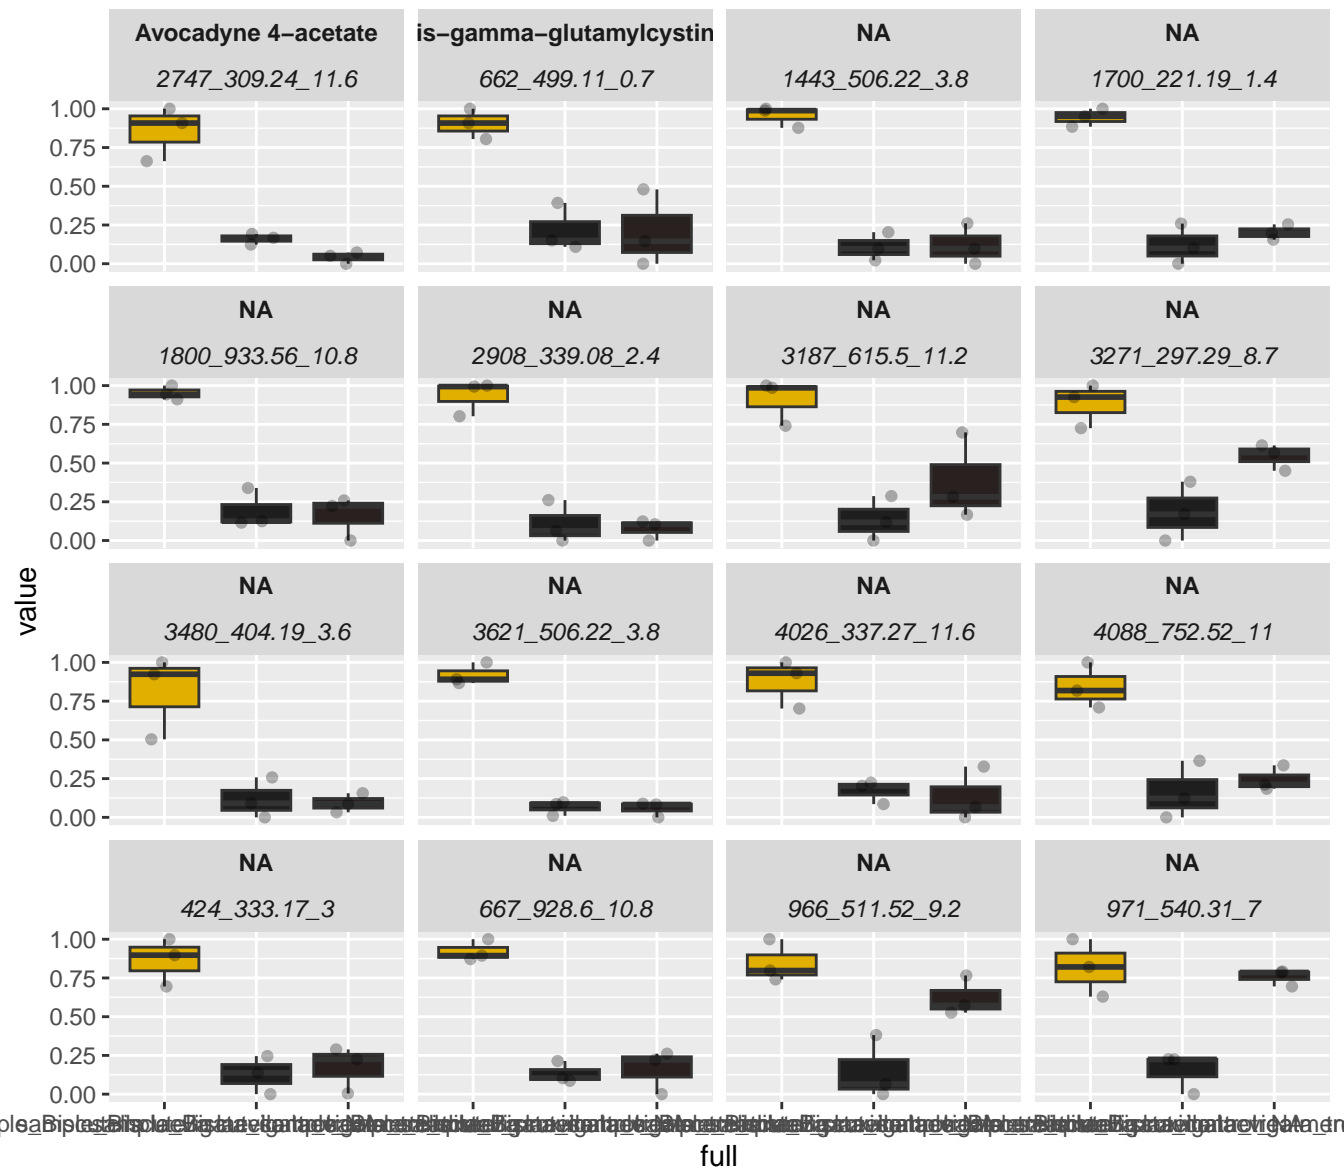 Avocadyne 4−acetate is−gamma−glutamylcystin NA NA
2747_309.24_11.6 662_499.11_0.7 1443_506.22_3.8 1700_221.19_1.4
1.00
0.75
0.50
0.25
0.00
NA NA NA NA
1800_933.56_10.8 2908_339.08_2.4 3187_615.5_11.2 3271_297.29_8.7
1.00
0.75
0.50
0.25
0.00
value
NA NA NA NA
3480_404.19_3.6 3621_506.22_3.8 4026_337.27_11.6 4088_752.52_11
1.00
0.75
0.50
0.25
0.00
NA NA NA NA
424_333.17_3 667_928.6_10.8 966_511.52_9.2 971_540.31_7
1.00
0.75
0.50
0.25
0.00
full